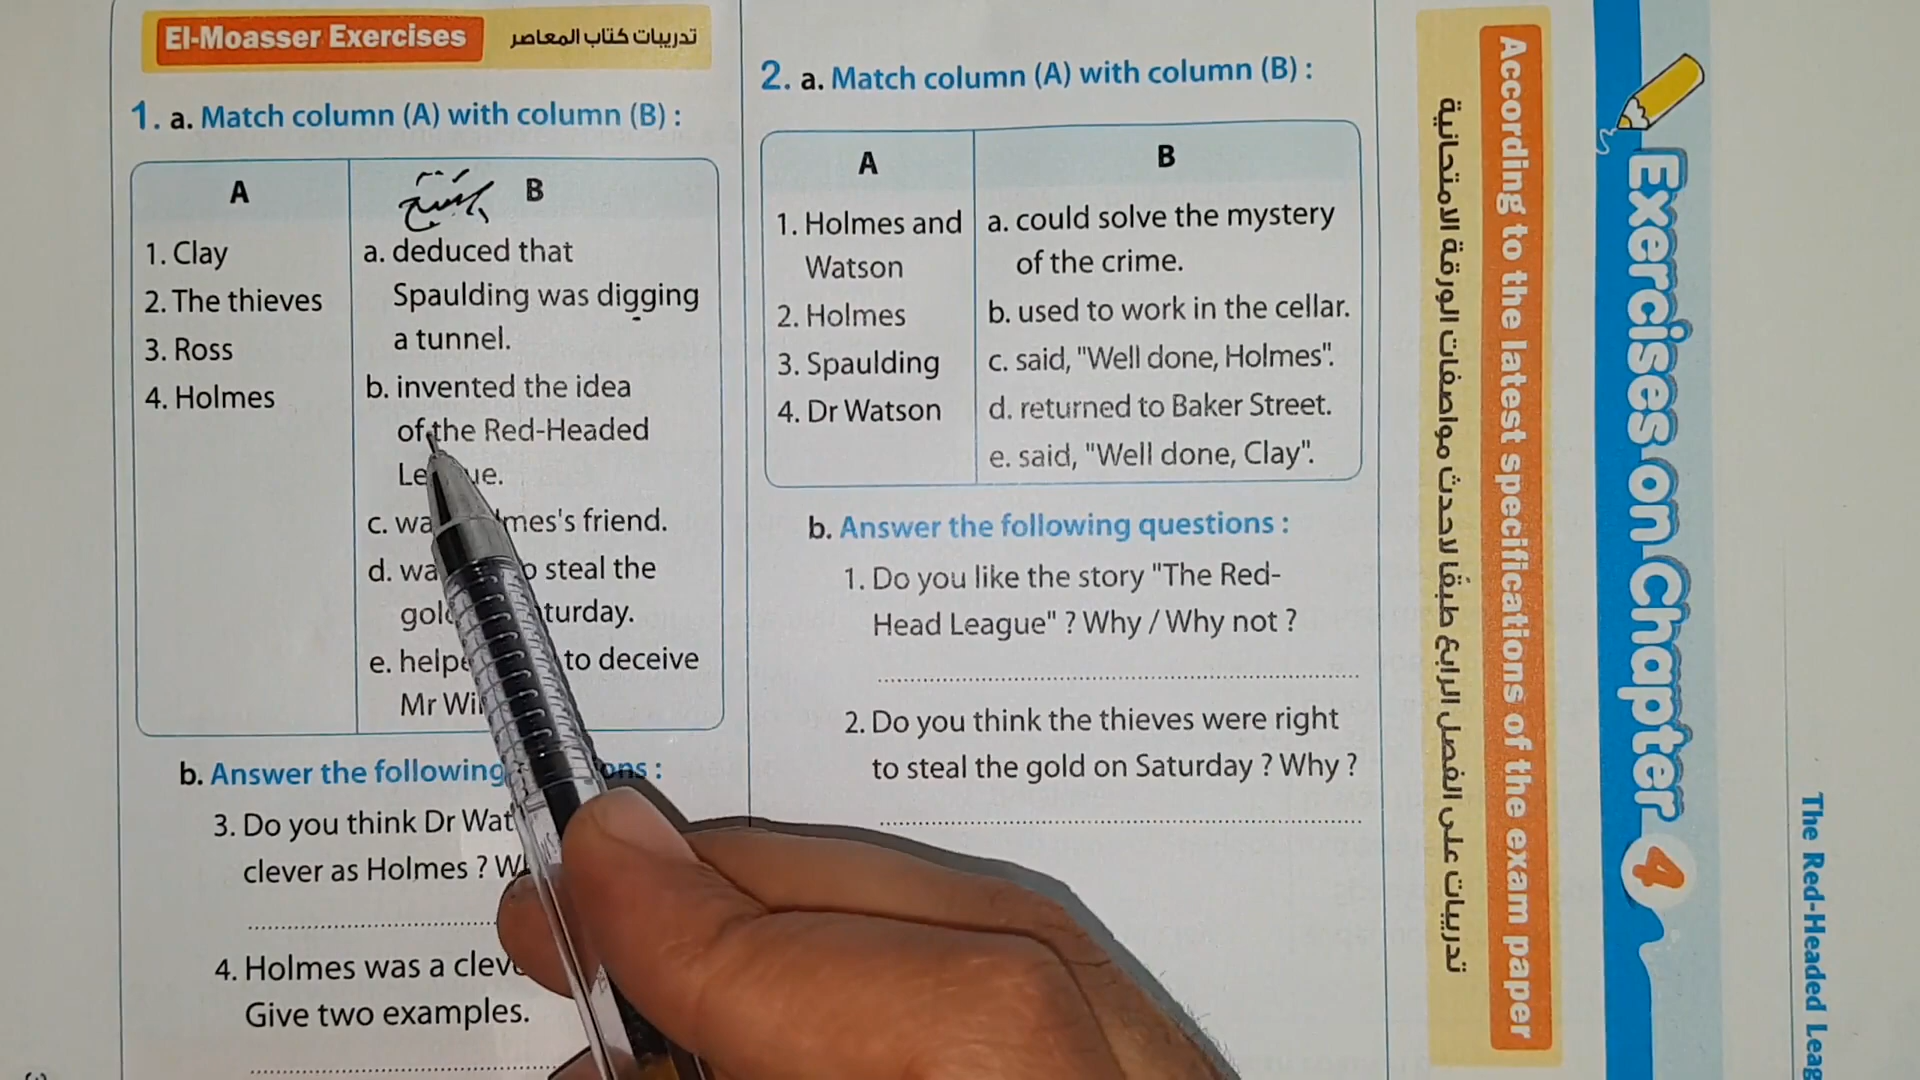 El-Moasser Exercises تدريبات كتاب المعاصر
1. a. Match column (A) with column (B) :
A
B
1. Clay
2. The thieves
3. Ross
4. Holmes
a. deduced that
Spaulding was digging
a tunnel.
b. invented the idea
of the Red-Headed
c. friend.
d. steal the
e. to deceive
Mr
b. Answer the following
3. Do you think Dr
clever as Holmes ?
4. Holmes was a
Give two examples.
2. a. Match column (A) with column (B) :
A
B
1. Holmes and
Watson
2. Holmes
3. Spaulding
4. Dr Watson
a. could solve the mystery
of the crime.
b. used to work in the cellar.
c. said, "Well done, Holmes".
d. returned to Baker Street.
e. said, "Well done, Clay".
b. Answer the following questions :
1. Do you like the story "The Red-
Head League" ? Why / Why not ?
2. Do you think the thieves were right
to steal the gold on Saturday ? Why ?
تدريبات على الفصل الرابع طبقًا لأحدث مواصفات الورقة الامتحانية
According to the latest specifications of the exam paper
Exercises on Chapter 4
The Red-Headed